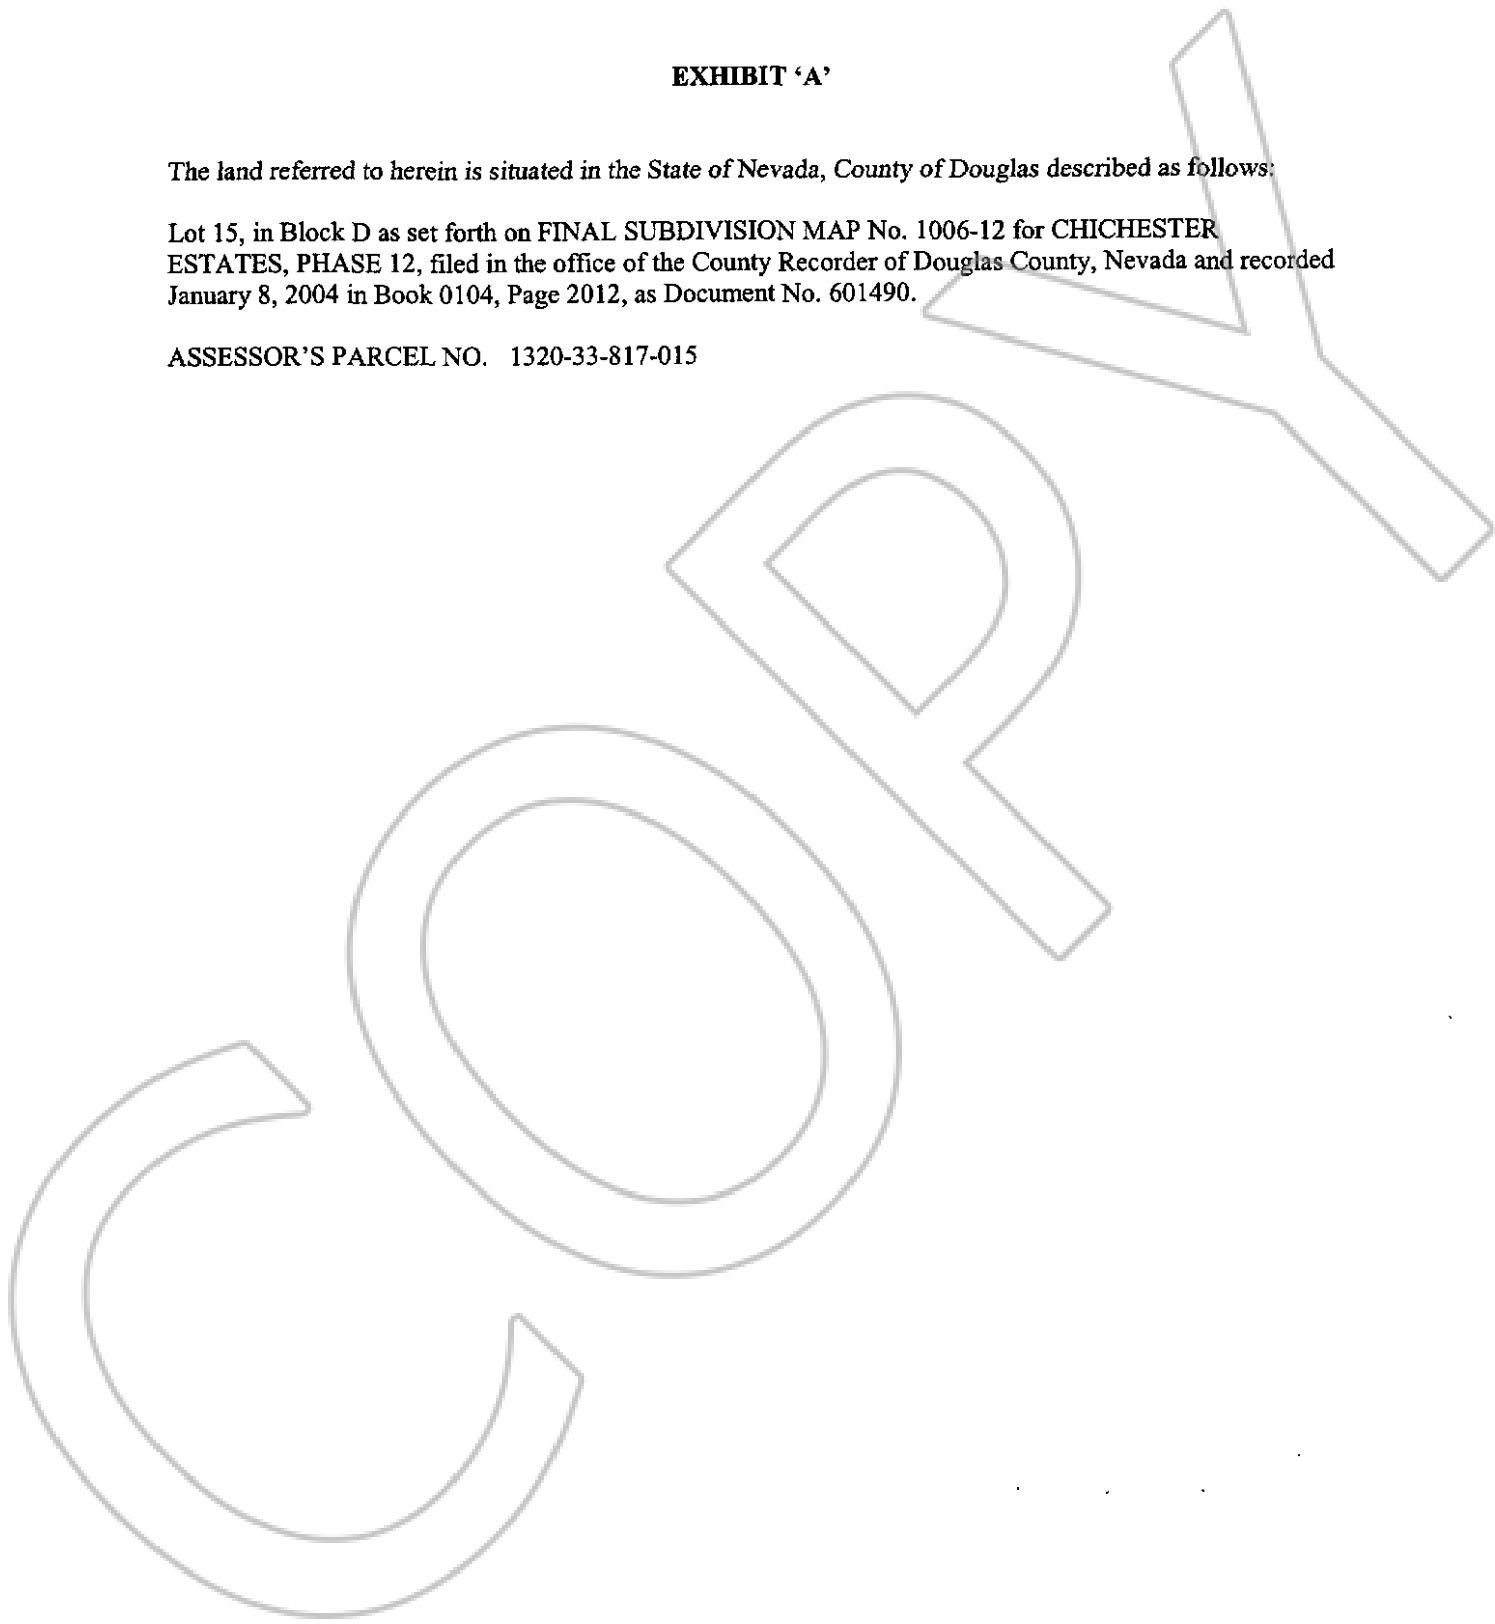 EXHIBIT ‘A’
The land referred to herein is situated in the State of Nevada, County of Douglas described as follows:
Lot 15, in Block D as set forth on FINAL SUBDIVISION MAP No. 1006-12 for CHICHESTER
ESTATES, PHASE 12, filed in the office of the County Recorder of Douglas County, Nevada and recorded
January 8, 2004 in Book 0104, Page 2012, as Document No. 601490.
ASSESSOR’S PARCEL NO. 1320-33-817-015
COPY